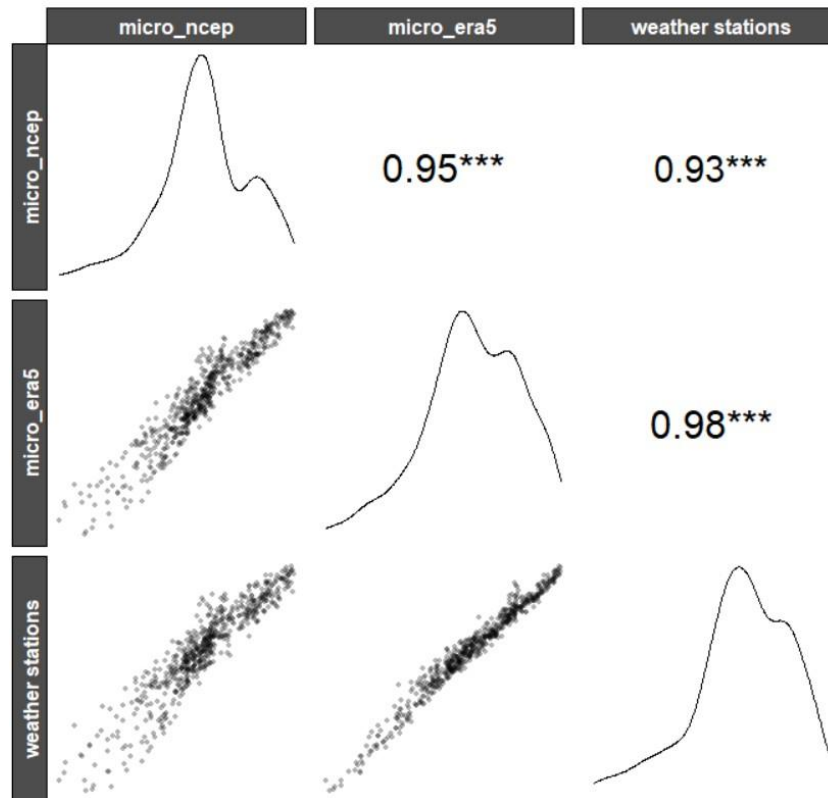 micro_ncep micro_era5 weather stations
micro_ncep
0.95*** 0.93***
micro_era5
0.98***
weather stations